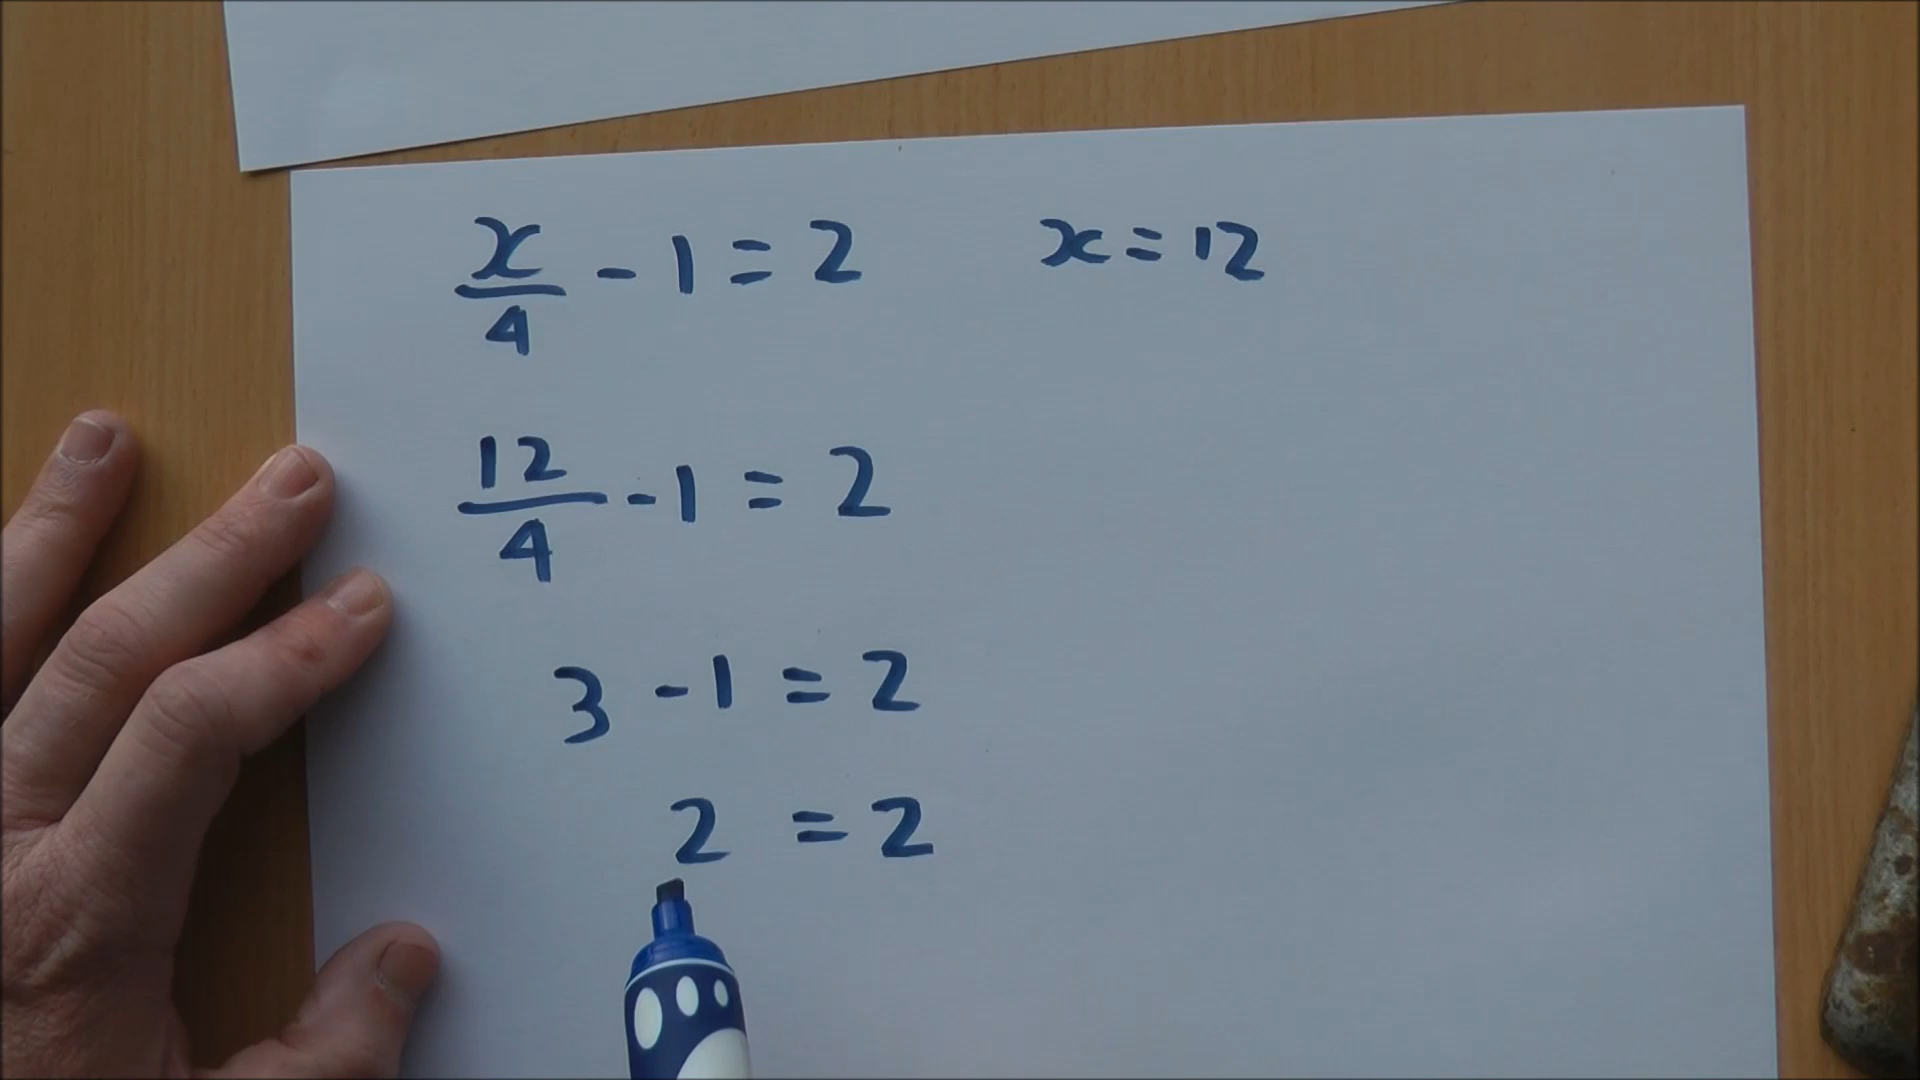 x/4 - 1 = 2    x = 12
12/4 - 1 = 2
3 - 1 = 2
2 = 2